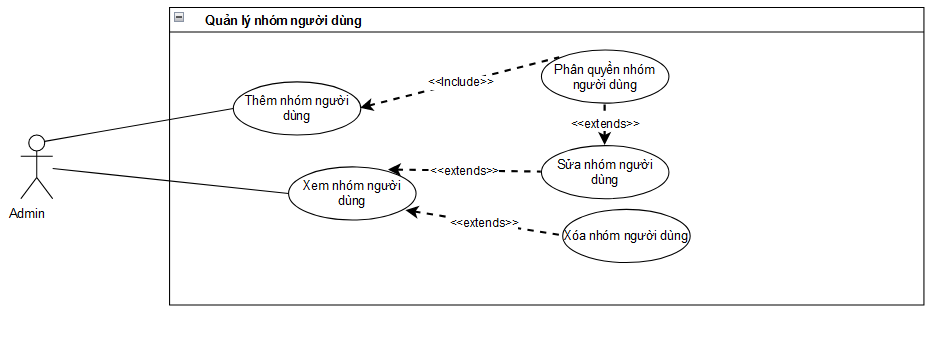 Quản lý nhóm người dùng
Phân quyền nhóm
người dùng
<<Include>>
Thêm nhóm người
dùng
<<extends>>
Sửa nhóm người
dùng
<<extends>>
Xem nhóm người
dùng
Admin
<<extends>>
Xóa nhóm người dùng